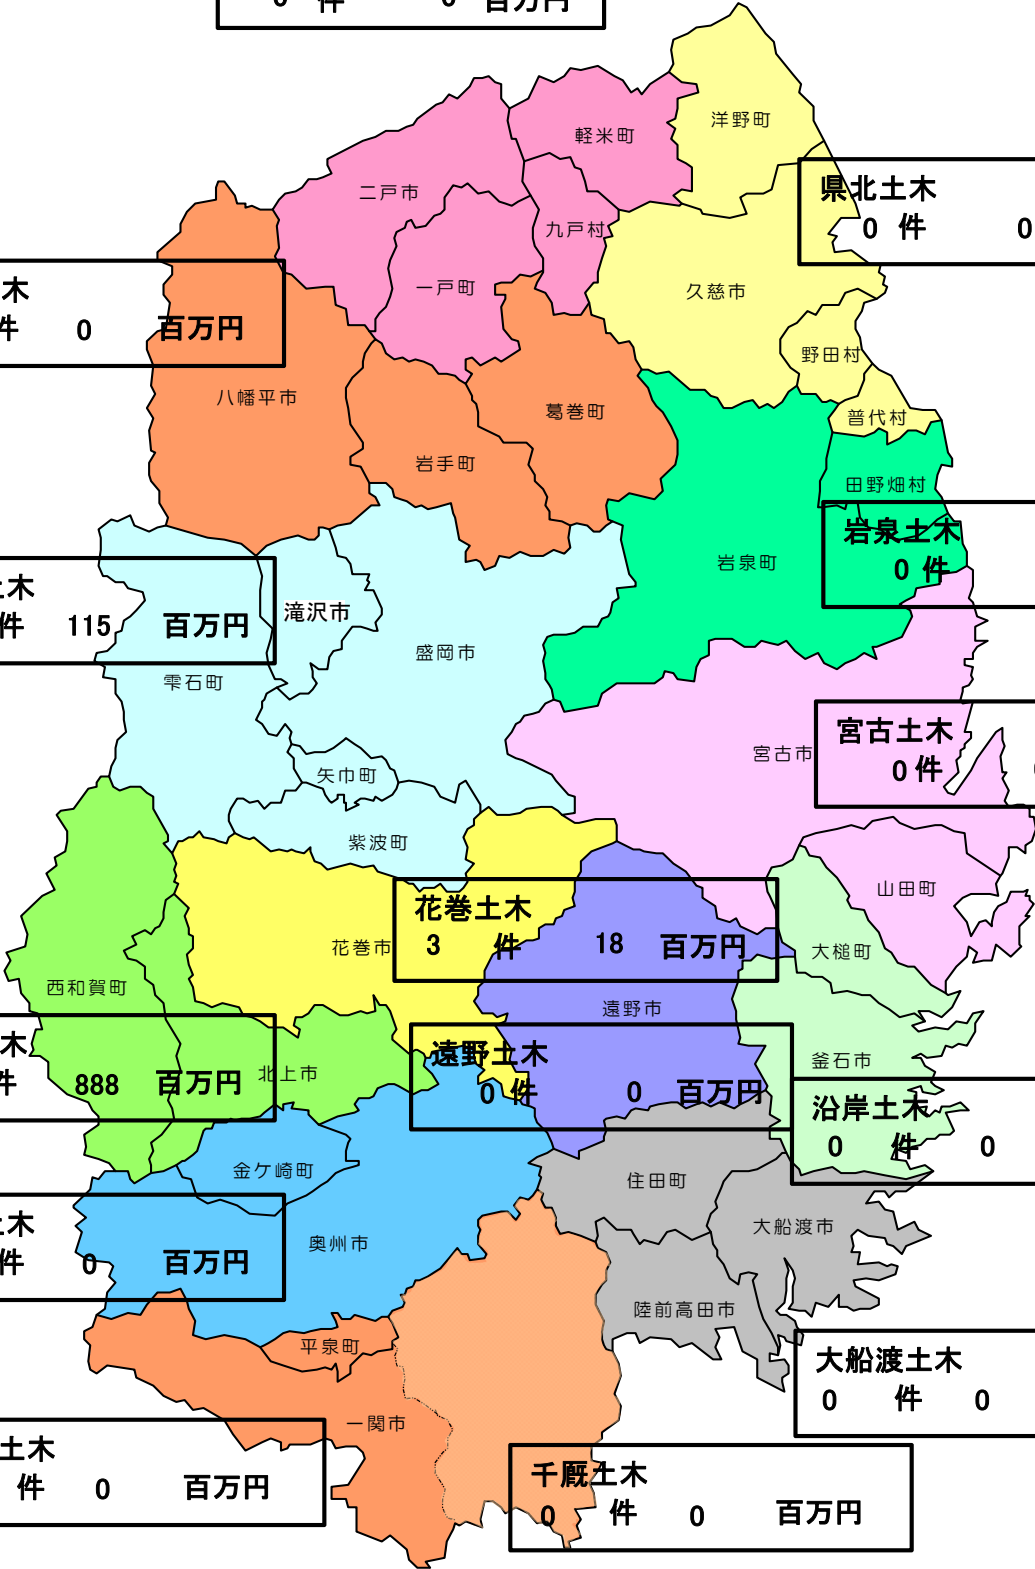 0 件 0 百万円
洋野町
軽米町
二戸市
県北土木
0 件 0
九戸村
一戸町
久慈市
木
件 0 百万円
野田村
八幡平市
葛巻町
普代村
岩手町
田野畑村
岩泉土木
0 件
岩泉町
土木
件 115 百万円
滝沢市
盛岡市
雫石町
宮古土木
0 件
宮古市
矢巾町
紫波町
山田町
花巻土木
3 件 18 百万円
花巻市
大槌町
西和賀町
遠野市
木
件 888 百万円
遠野土木
0 件 0 百万円
釜石市
北上市
沿岸土木
0 件 0
金ケ崎町
住田町
土木
件 0 百万円
大船渡市
奥州市
陸前高田市
平泉町
大船渡土木
0 件 0
一関市
土木
件 0 百万円
千厩土木
0 件 0 百万円